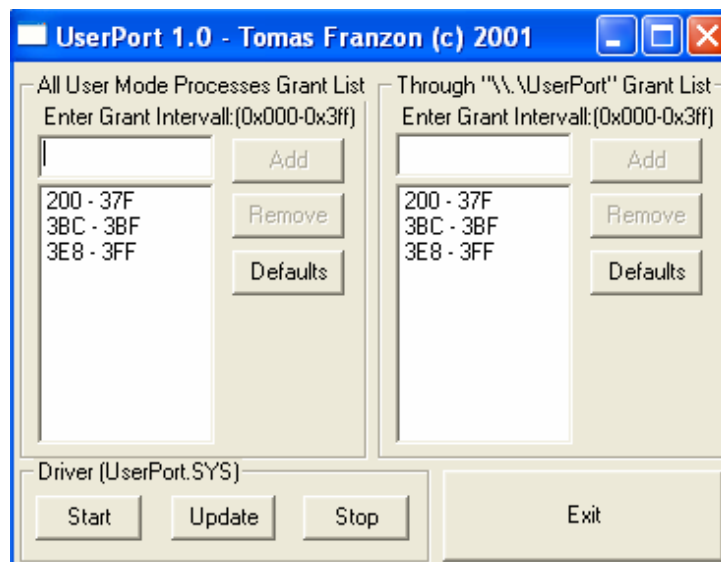 UserPort 1.0 - Tomas Franzon (c) 2001
All User Mode Processes Grant List
Enter Grant Intervall:(0x000-0x3ff)
Add
200 - 37F
3BC - 3BF
3E8 - 3FF
Remove
Defaults
Through "\\.\UserPort" Grant List
Enter Grant Intervall:(0x000-0x3ff)
Add
200 - 37F
3BC - 3BF
3E8 - 3FF
Remove
Defaults
Driver (UserPort.SYS)
Start Update Stop
Exit